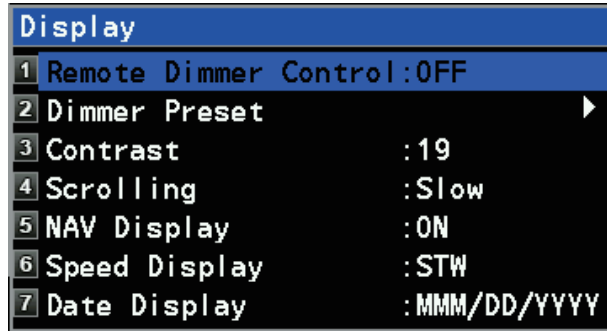 Display
1 Remote Dimmer Control:OFF
2 Dimmer Preset
3 Contrast :19
4 Scrolling :Slow
5 NAV Display :ON
6 Speed Display :STW
7 Date Display :MMM/DD/YYYY